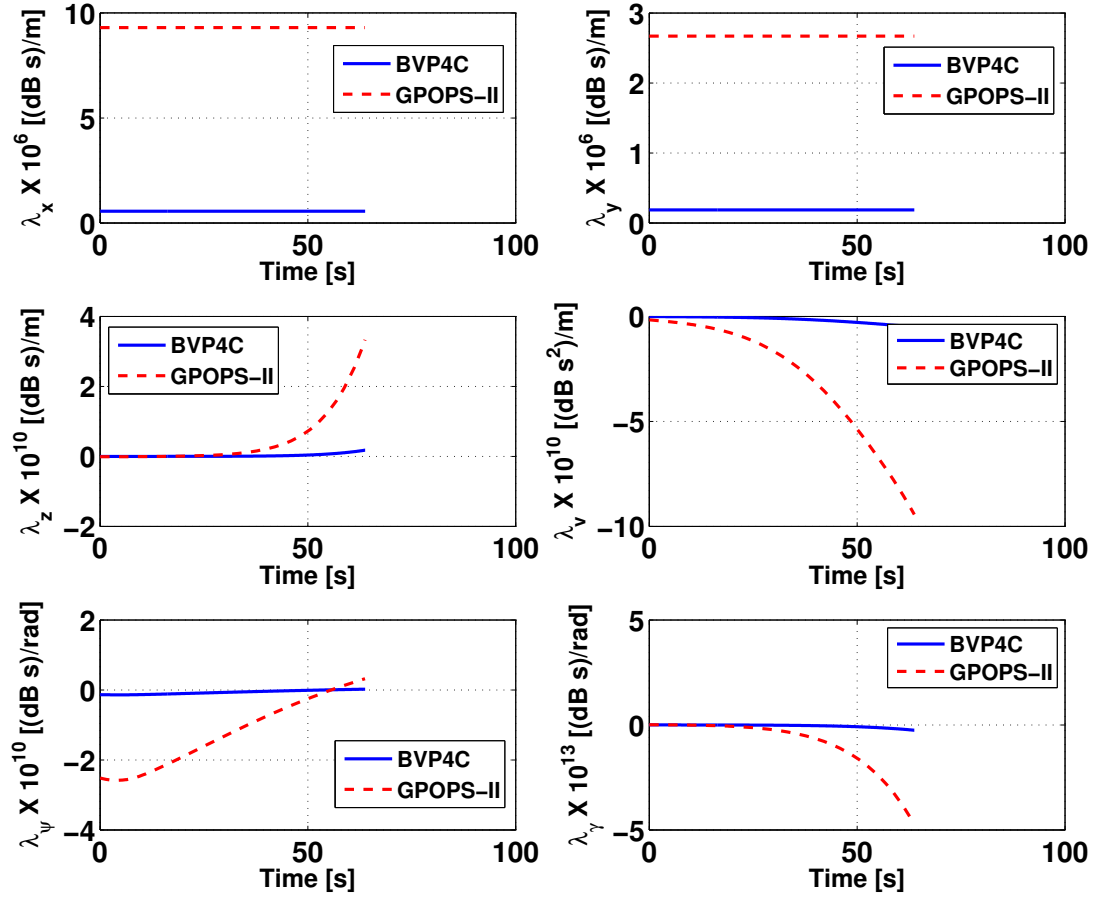 10
5
0
λx X 10^6 [(dB s)/m]
BVP4C
GPOPS−II
0
50
100
Time [s]
3
2
1
0
λy X 10^6 [(dB s)/m]
BVP4C
GPOPS−II
0
50
100
Time [s]
4
2
0
−2
λz X 10^10 [(dB s)/m]
BVP4C
GPOPS−II
0
50
100
Time [s]
0
−5
−10
λv X 10^10 [(dB s^2)/m]
BVP4C
GPOPS−II
0
50
100
Time [s]
2
0
−2
−4
λψ X 10^10 [(dB s)/rad]
BVP4C
GPOPS−II
0
50
100
Time [s]
5
0
−5
λγ X 10^13 [(dB s)/rad]
BVP4C
GPOPS−II
0
50
100
Time [s]